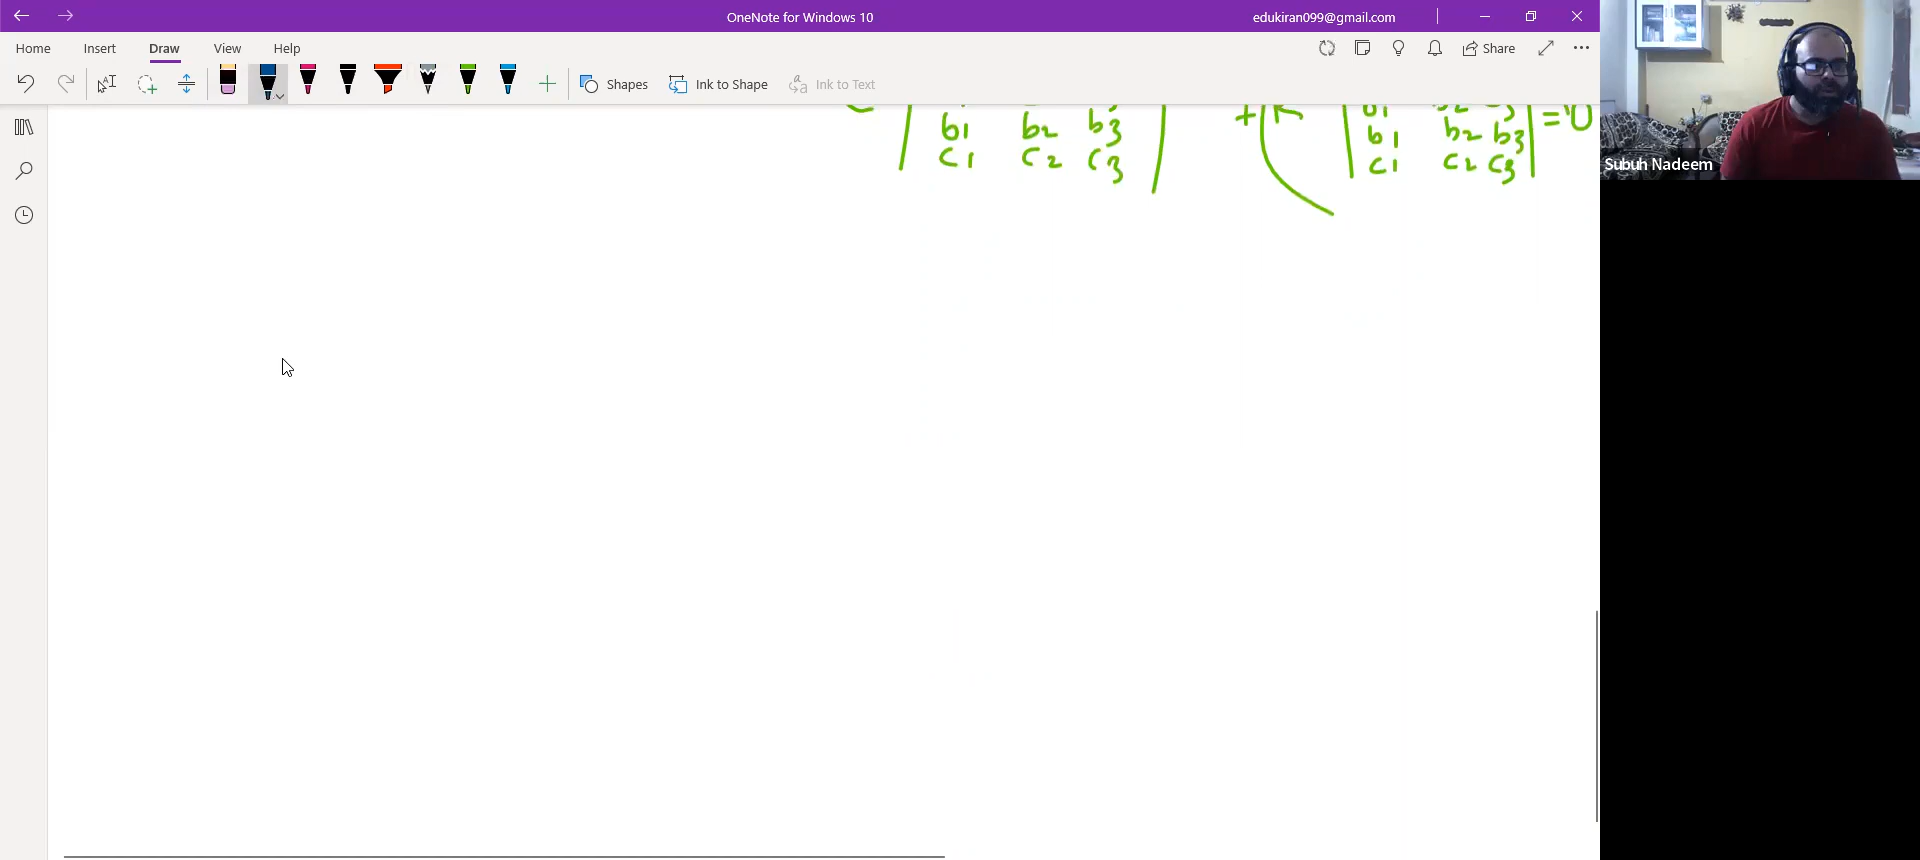 OneNote for Windows 10
edukiran099@gmail.com
Home Insert Draw View Help
Share
Shapes Ink to Shape Ink to Text
b1 b2 b3
c1 c2 c3
+ K
b1 b2 b3 = 0
c1 c2 c3
Subuh Nadeem